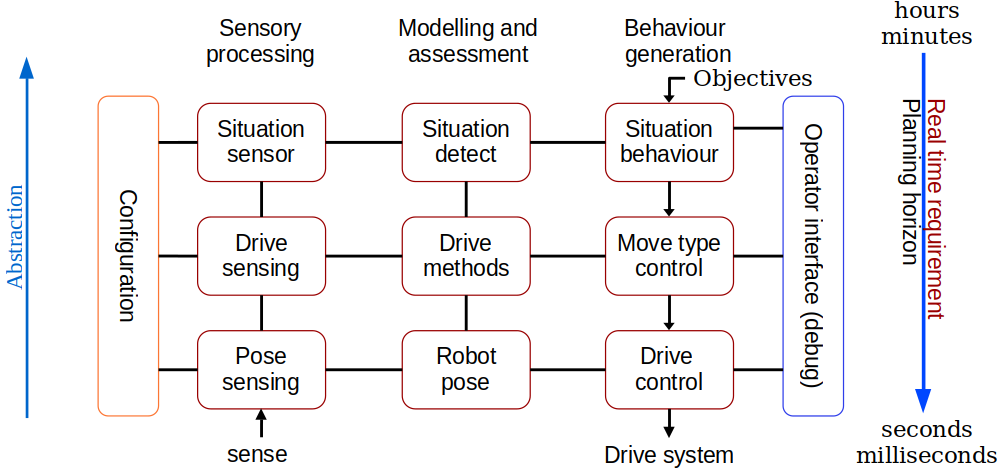 Sensory
processing
Modelling and
assessment
Behaviour
generation
hours
minutes
Objectives
Abstraction
Configuration
Situation
sensor
Situation
detect
Situation
behaviour
Drive
sensing
Drive
methods
Move type
control
Pose
sensing
Robot
pose
Drive
control
Operator interface (debug)
Planning horizon
Real time requirement
sense
Drive system
seconds
milliseconds